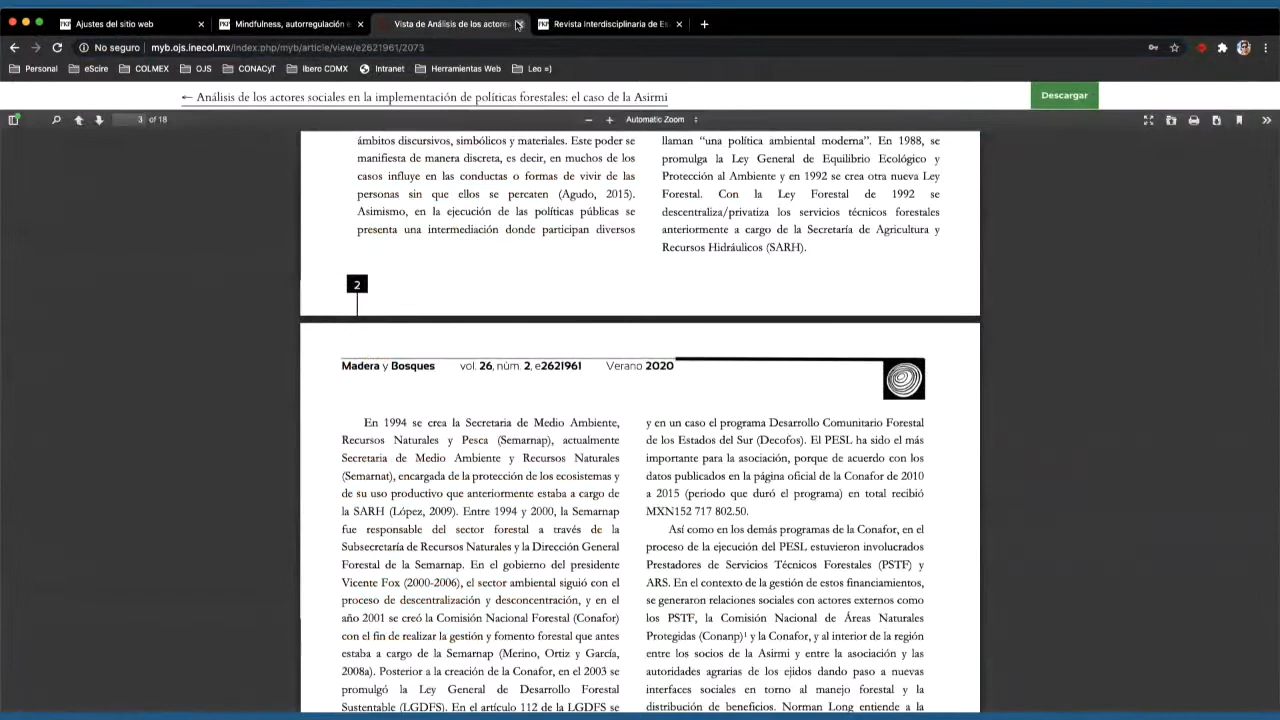 Ajustes del sitio web
Mindfulness, autorregulación e
Vista de Análisis de los actores
Revista Interdisciplinaria de Es
No seguro
myb.ojs.inecol.mx/index.php/myb/article/view/e2621961/2073
Personal
eScire
COLMEX
OJS
CONACyT
Ibero CDMX
Intranet
Herramientas Web
Leo =)
← Análisis de los actores sociales en la implementación de políticas forestales: el caso de la Asirmi
Descargar
3 of 18
Automatic Zoom
ámbitos discursivos, simbólicos y materiales. Este poder se
manifiesta de manera discreta, es decir, en muchos de los
casos influye en las conductas o formas de vivir de las
personas sin que ellos se percaten (Agudo, 2015).
Asimismo, en la ejecución de las políticas públicas se
presenta una intermediación donde participan diversos
llaman “una política ambiental moderna”. En 1988, se
promulga la Ley General de Equilibrio Ecológico y
Protección al Ambiente y en 1992 se crea otra nueva Ley
Forestal. Con la Ley Forestal de 1992 se
descentraliza/privatiza los servicios técnicos forestales
anteriormente a cargo de la Secretaría de Agricultura y
Recursos Hidráulicos (SARH).
2
Madera y Bosques vol. 26, núm. 2, e2621961 Verano 2020
En 1994 se crea la Secretaria de Medio Ambiente,
Recursos Naturales y Pesca (Semarnap), actualmente
Secretaria de Medio Ambiente y Recursos Naturales
(Semarnat), encargada de la protección de los ecosistemas y
de su uso productivo que anteriormente estaba a cargo de
la SARH (López, 2009). Entre 1994 y 2000, la Semarnap
fue responsable del sector forestal a través de la
Subsecretaría de Recursos Naturales y la Dirección General
Forestal de la Semarnap. En el gobierno del presidente
Vicente Fox (2000-2006), el sector ambiental siguió con el
proceso de descentralización y desconcentración, y en el
año 2001 se creó la Comisión Nacional Forestal (Conafor)
con el fin de realizar la gestión y fomento forestal que antes
estaba a cargo de la Semarnap (Merino, Ortiz y García,
2008a). Posterior a la creación de la Conafor, en el 2003 se
promulgó la Ley General de Desarrollo Forestal
Sustentable (LGDFS). En el artículo 112 de la LGDFS se
y en un caso el programa Desarrollo Comunitario Forestal
de los Estados del Sur (Decofos). El PESL ha sido el más
importante para la asociación, porque de acuerdo con los
datos publicados en la página oficial de la Conafor de 2010
a 2015 (periodo que duró el programa) en total recibió
MXN152 717 802.50.
Así como en los demás programas de la Conafor, en el
proceso de la ejecución del PESL estuvieron involucrados
Prestadores de Servicios Técnicos Forestales (PSTF) y
ARS. En el contexto de la gestión de estos financiamientos,
se generaron relaciones sociales con actores externos como
los PSTF, la Comisión Nacional de Áreas Naturales
Protegidas (Conanp)¹ y la Conafor, y al interior de la región
entre los socios de la Asirmi y entre la asociación y las
autoridades agrarias de los ejidos dando paso a nuevas
interfaces sociales en torno al manejo forestal y la
distribución de beneficios. Norman Long entiende a la